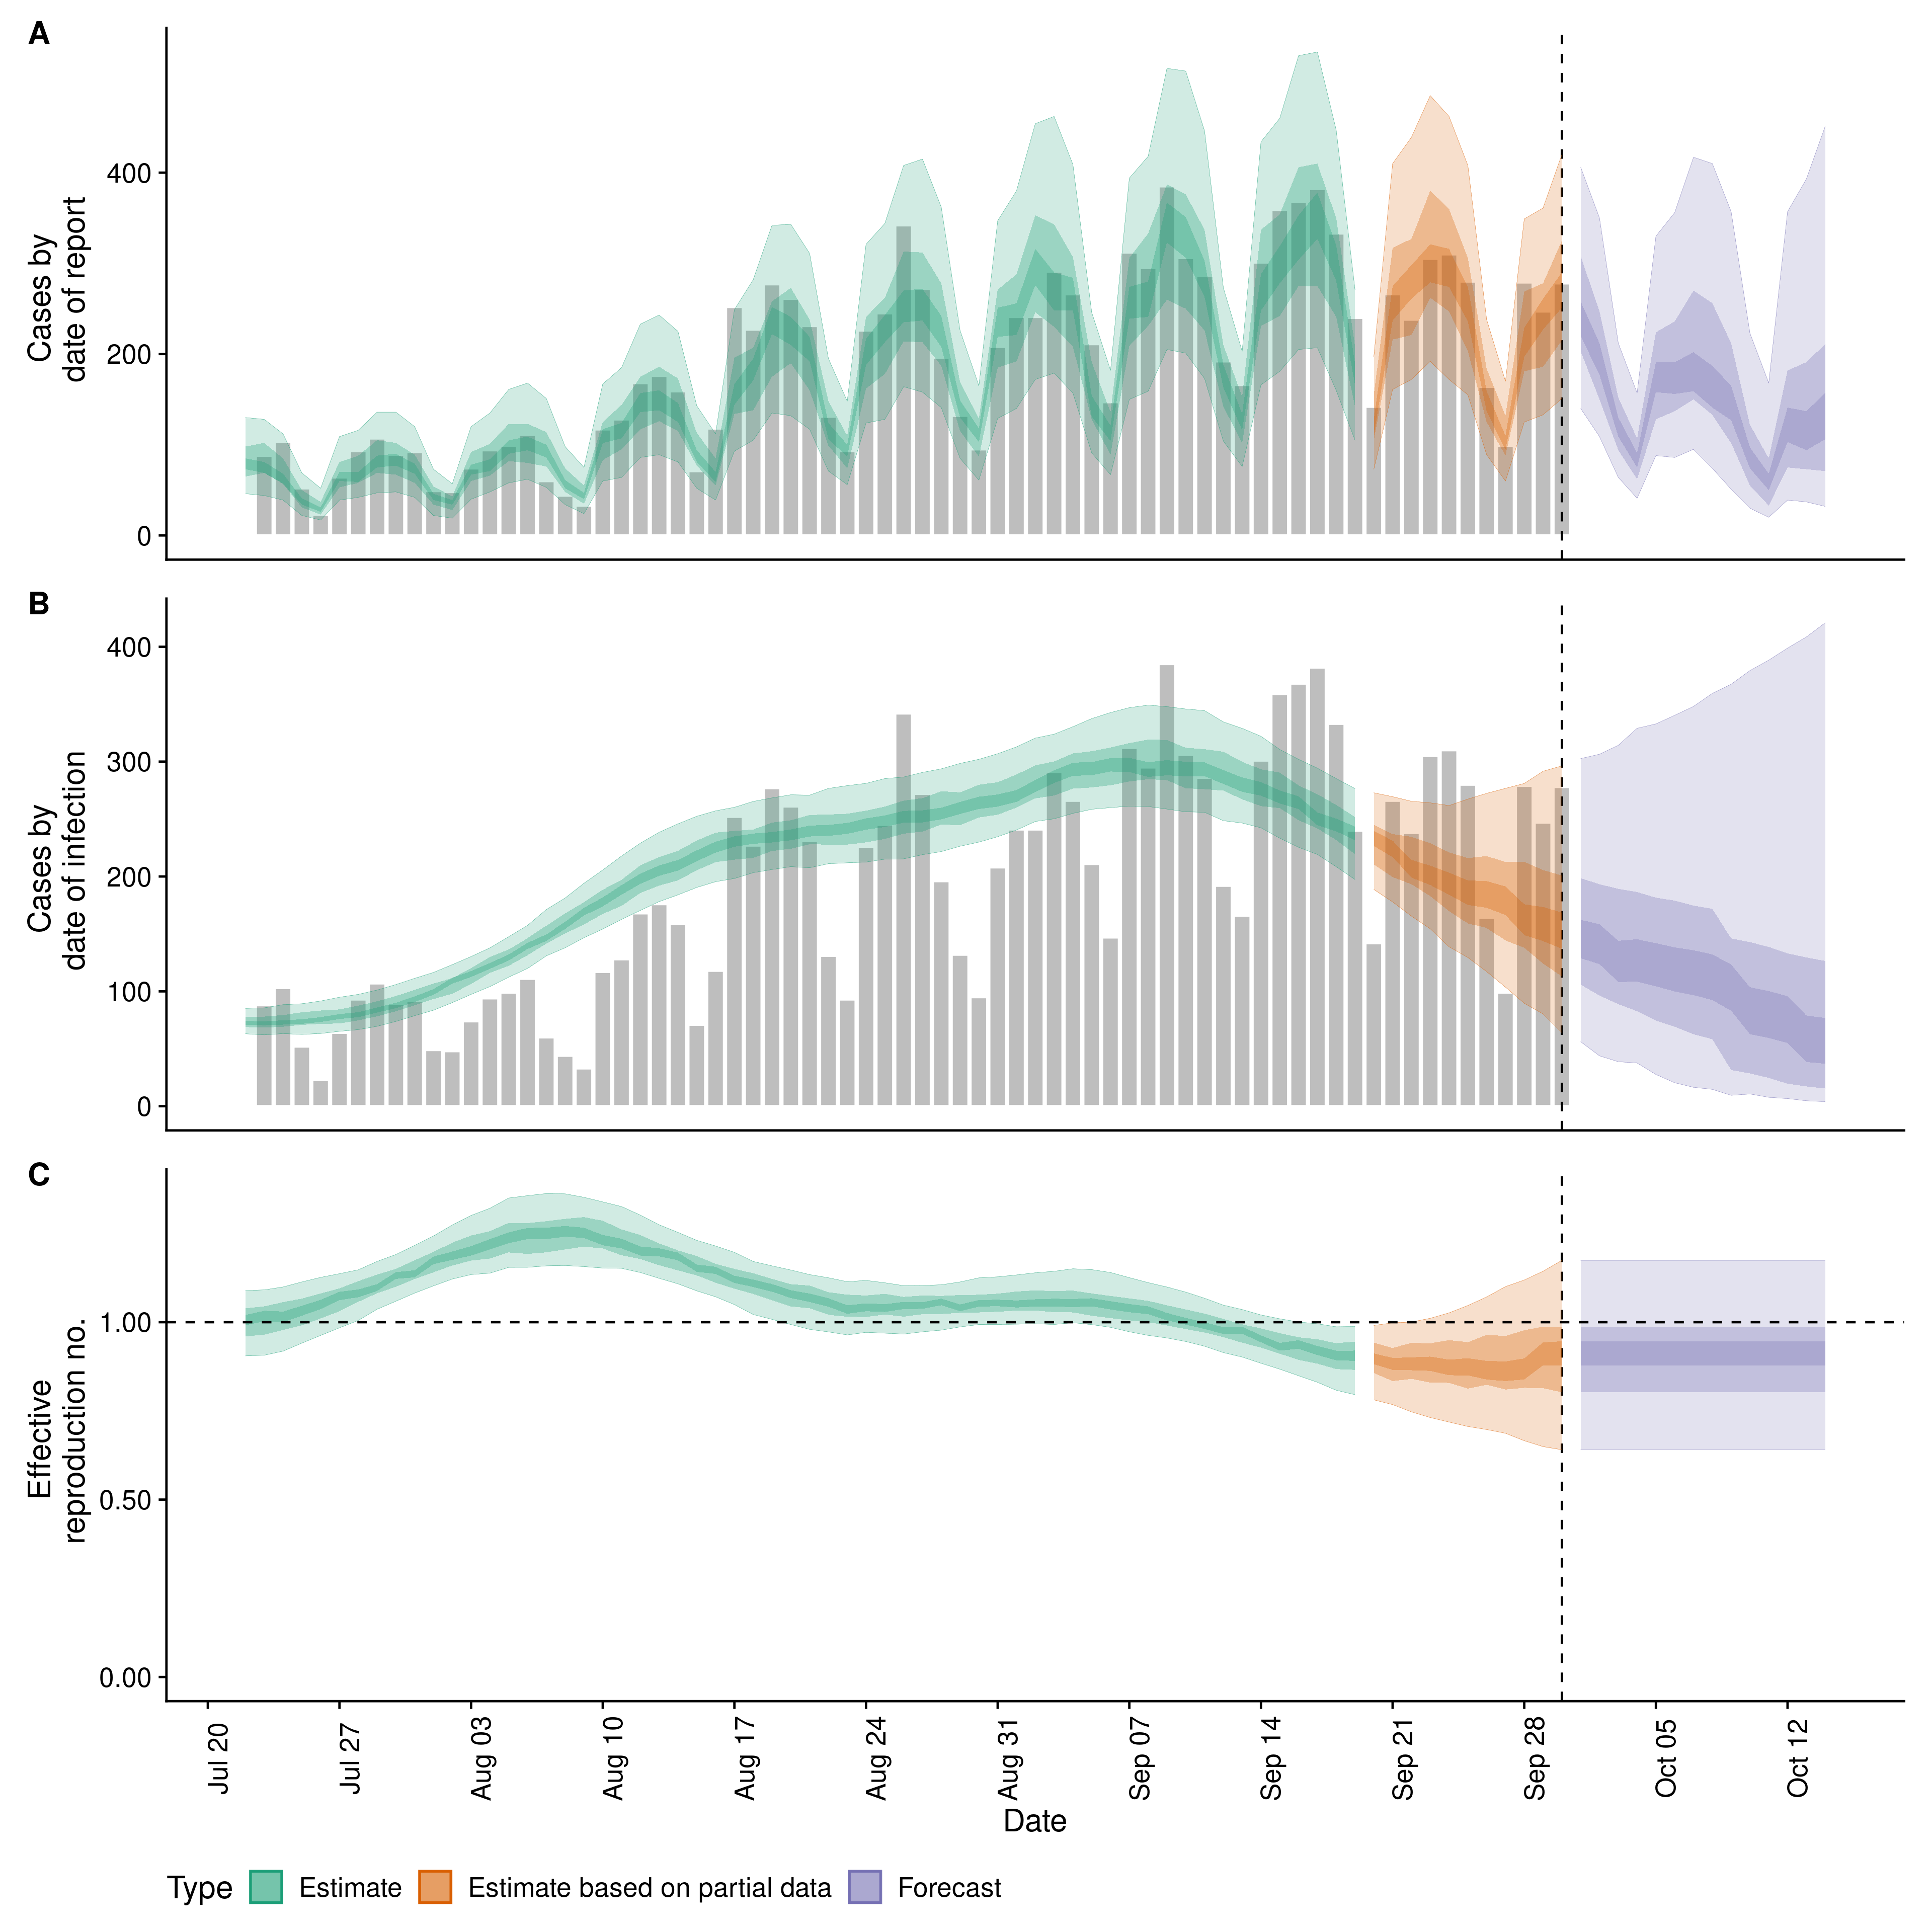 A
Cases by
date of report
400
200
0
B
Cases by
date of infection
400
300
200
100
0
C
Effective
reproduction no.
1.00
0.50
0.00
Jul 20
Jul 27
Aug 03
Aug 10
Aug 17
Aug 24
Aug 31
Sep 07
Sep 14
Sep 21
Sep 28
Oct 05
Oct 12
Date
Type Estimate Estimate based on partial data Forecast